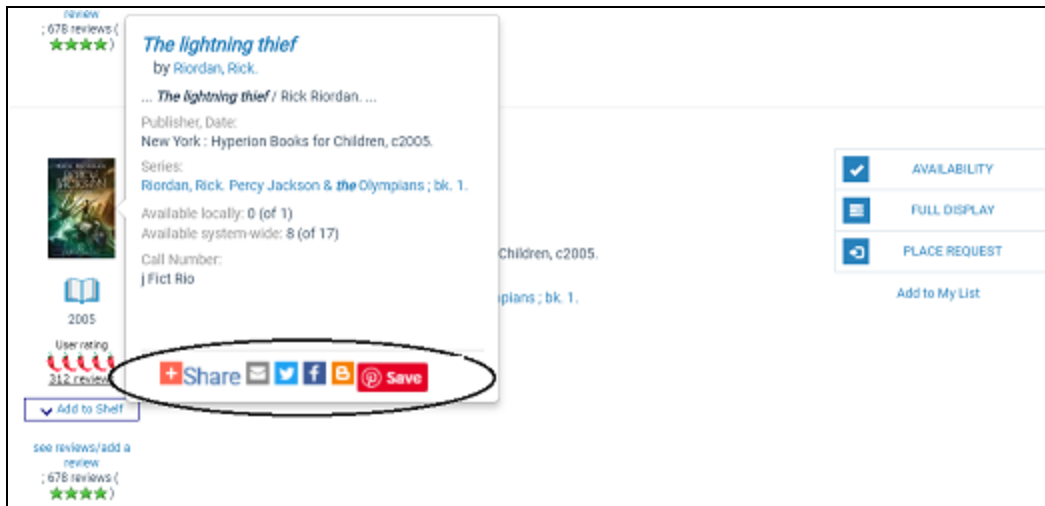 review
; 678 reviews (
★★★★)
The lightning thief
by Riordan, Rick.
... The lightning thief / Rick Riordan. ...
Publisher, Date:
New York : Hyperion Books for Children, c2005.
Series:
Riordan, Rick. Percy Jackson & the Olympians ; bk. 1.
Available locally: 0 (of 1)
Available system-wide: 8 (of 17)
Call Number:
j Fict Rio
Share
Save
Children, c2005.
pians ; bk. 1.
AVAILABILITY
FULL DISPLAY
PLACE REQUEST
Add to My List
JACKSON
2005
User rating
312 review
Add to Shelf
see reviews/add a
review
; 678 reviews (
★★★★)